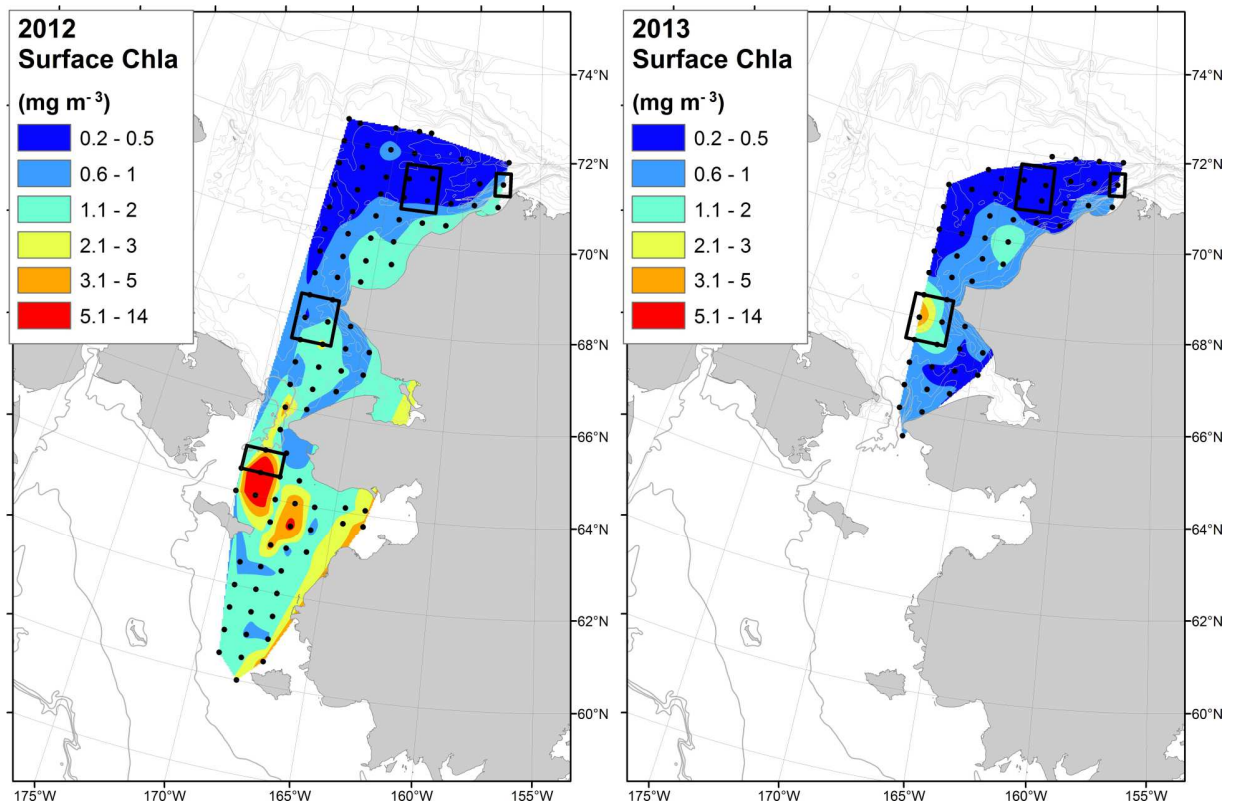 2012
Surface Chla
(mg m-3)
0.2 - 0.5
0.6 - 1
1.1 - 2
2.1 - 3
3.1 - 5
5.1 - 14
74°N
72°N
70°N
68°N
66°N
64°N
62°N
60°N
175°W
170°W
165°W
160°W
155°W
2013
Surface Chla
(mg m-3)
0.2 - 0.5
0.6 - 1
1.1 - 2
2.1 - 3
3.1 - 5
5.1 - 14
74°N
72°N
70°N
68°N
66°N
64°N
62°N
60°N
175°W
170°W
165°W
160°W
155°W